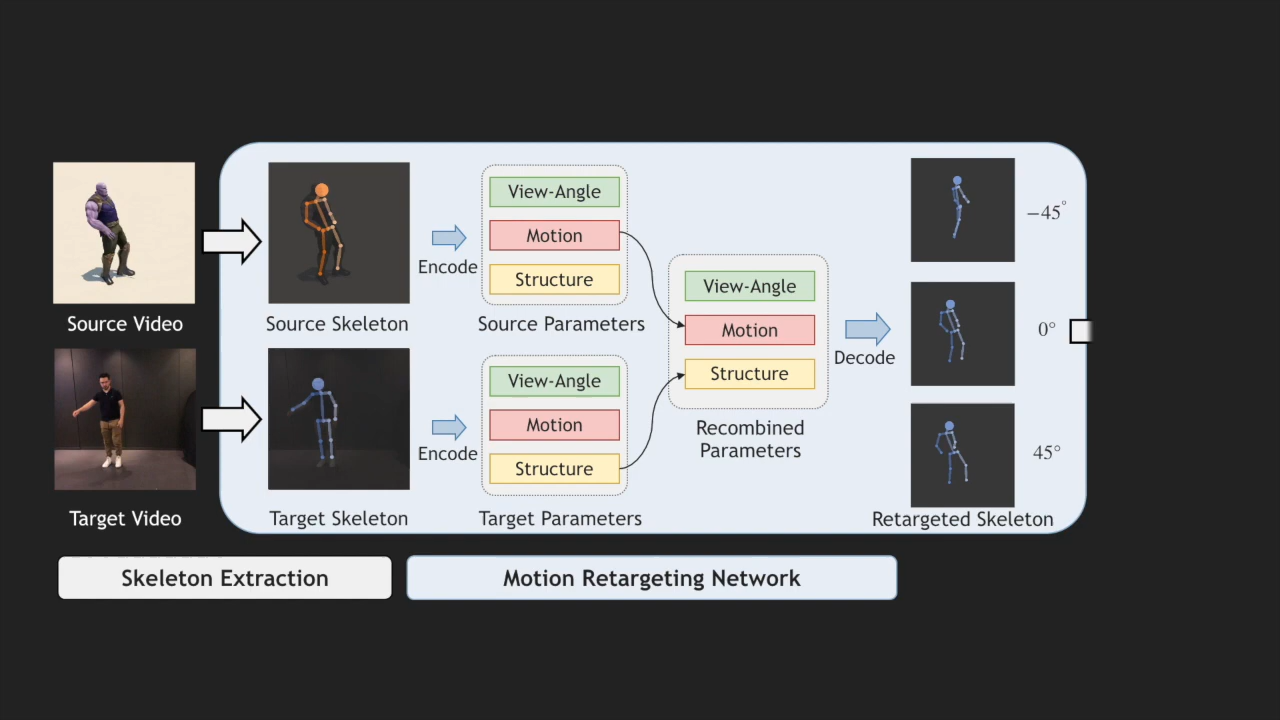 Source Video
Target Video
Source Skeleton
Target Skeleton
Encode
Encode
View-Angle
Motion
Structure
Source Parameters
View-Angle
Motion
Structure
Target Parameters
View-Angle
Motion
Structure
Recombined
Parameters
Decode
−45°
0°
45°
Retargeted Skeleton
Skeleton Extraction
Motion Retargeting Network